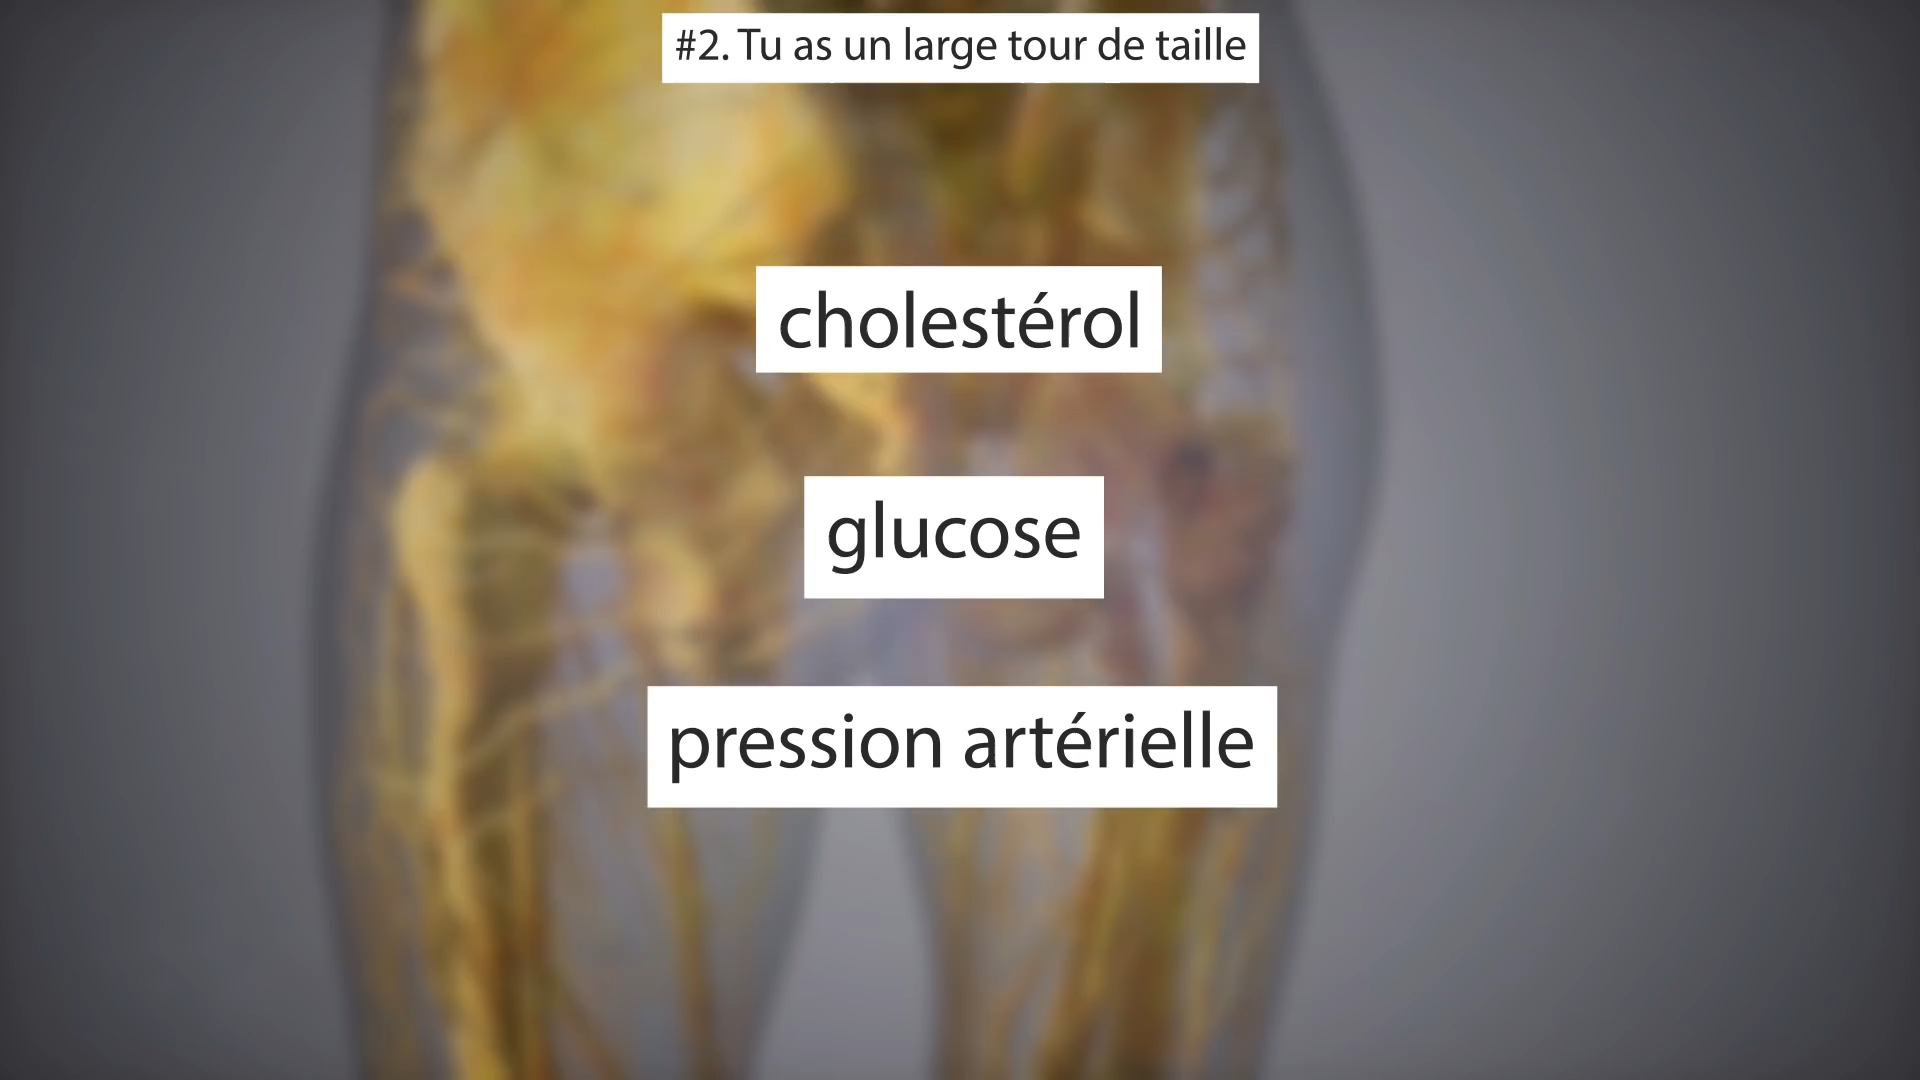 #2. Tu as un large tour de taille
cholestérol
glucose
pression artérielle